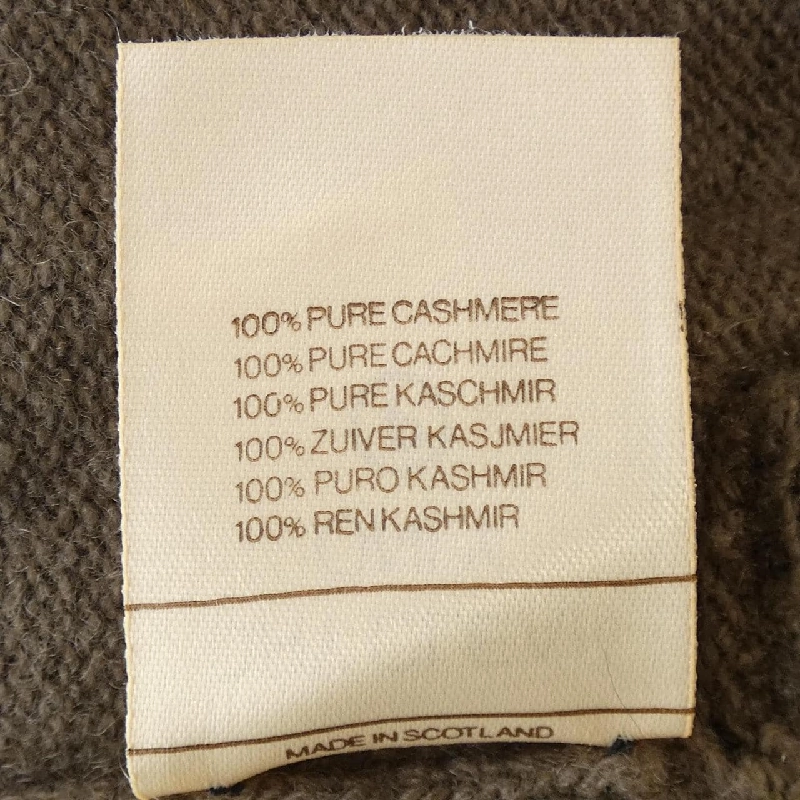 100% PURE CASHMERE
100% PURE CACHMIRE
100% PURE KASCHMIR
100% ZUIVER KASJMIER
100% PURO KASHMIR
100% REN KASHMIR
MADE IN SCOTLAND